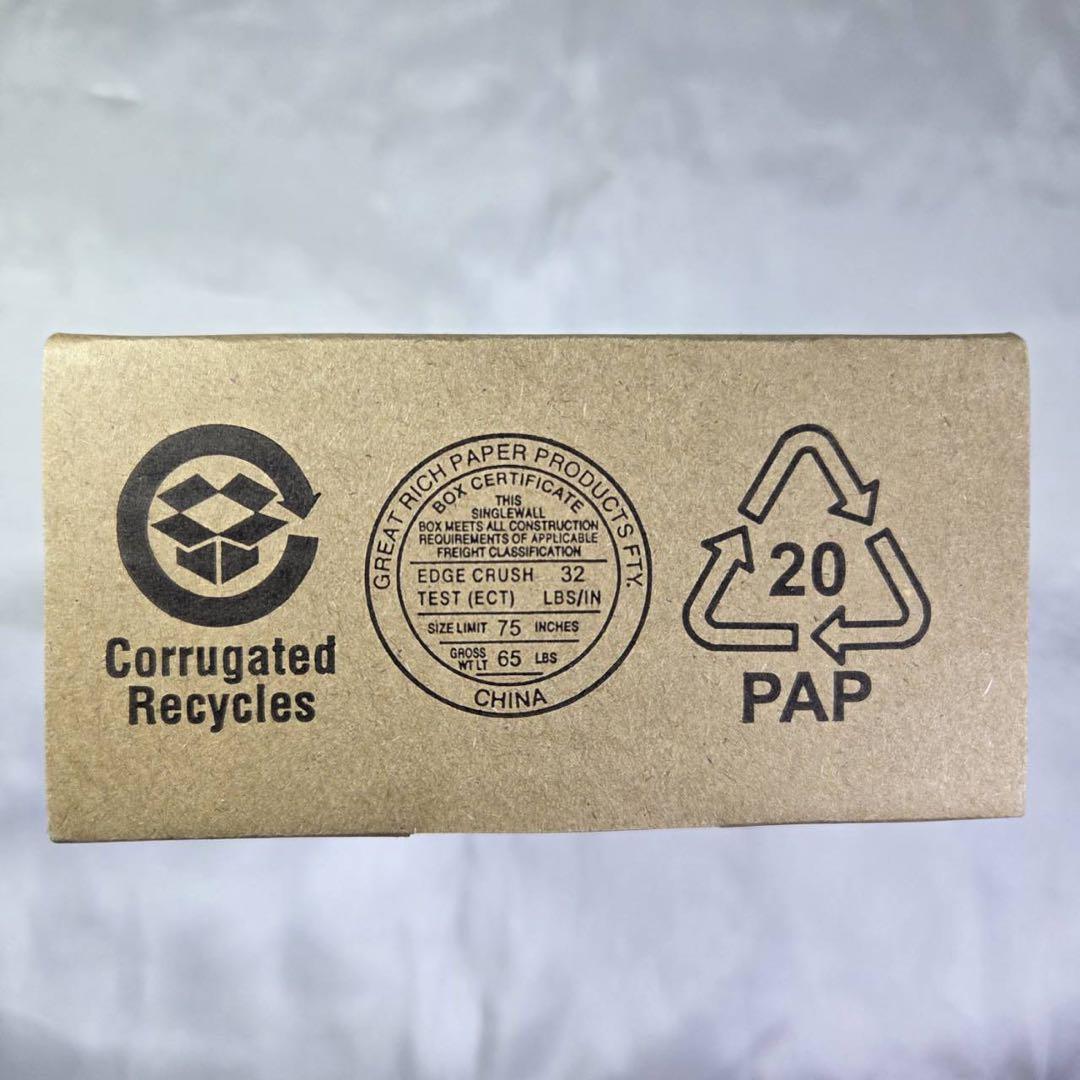 Corrugated
Recycles
GREAT RICH PAPER PRODUCTS FTY.
BOX CERTIFICATE
THIS
SINGLEWALL
BOX MEETS ALL CONSTRUCTION
REQUIREMENTS OF APPLICABLE
FREIGHT CLASSIFICATION
EDGE CRUSH 32
TEST (ECT) LBS/IN
SIZE LIMIT 75 INCHES
GROSS
WT LT 65 LBS
CHINA
20
PAP